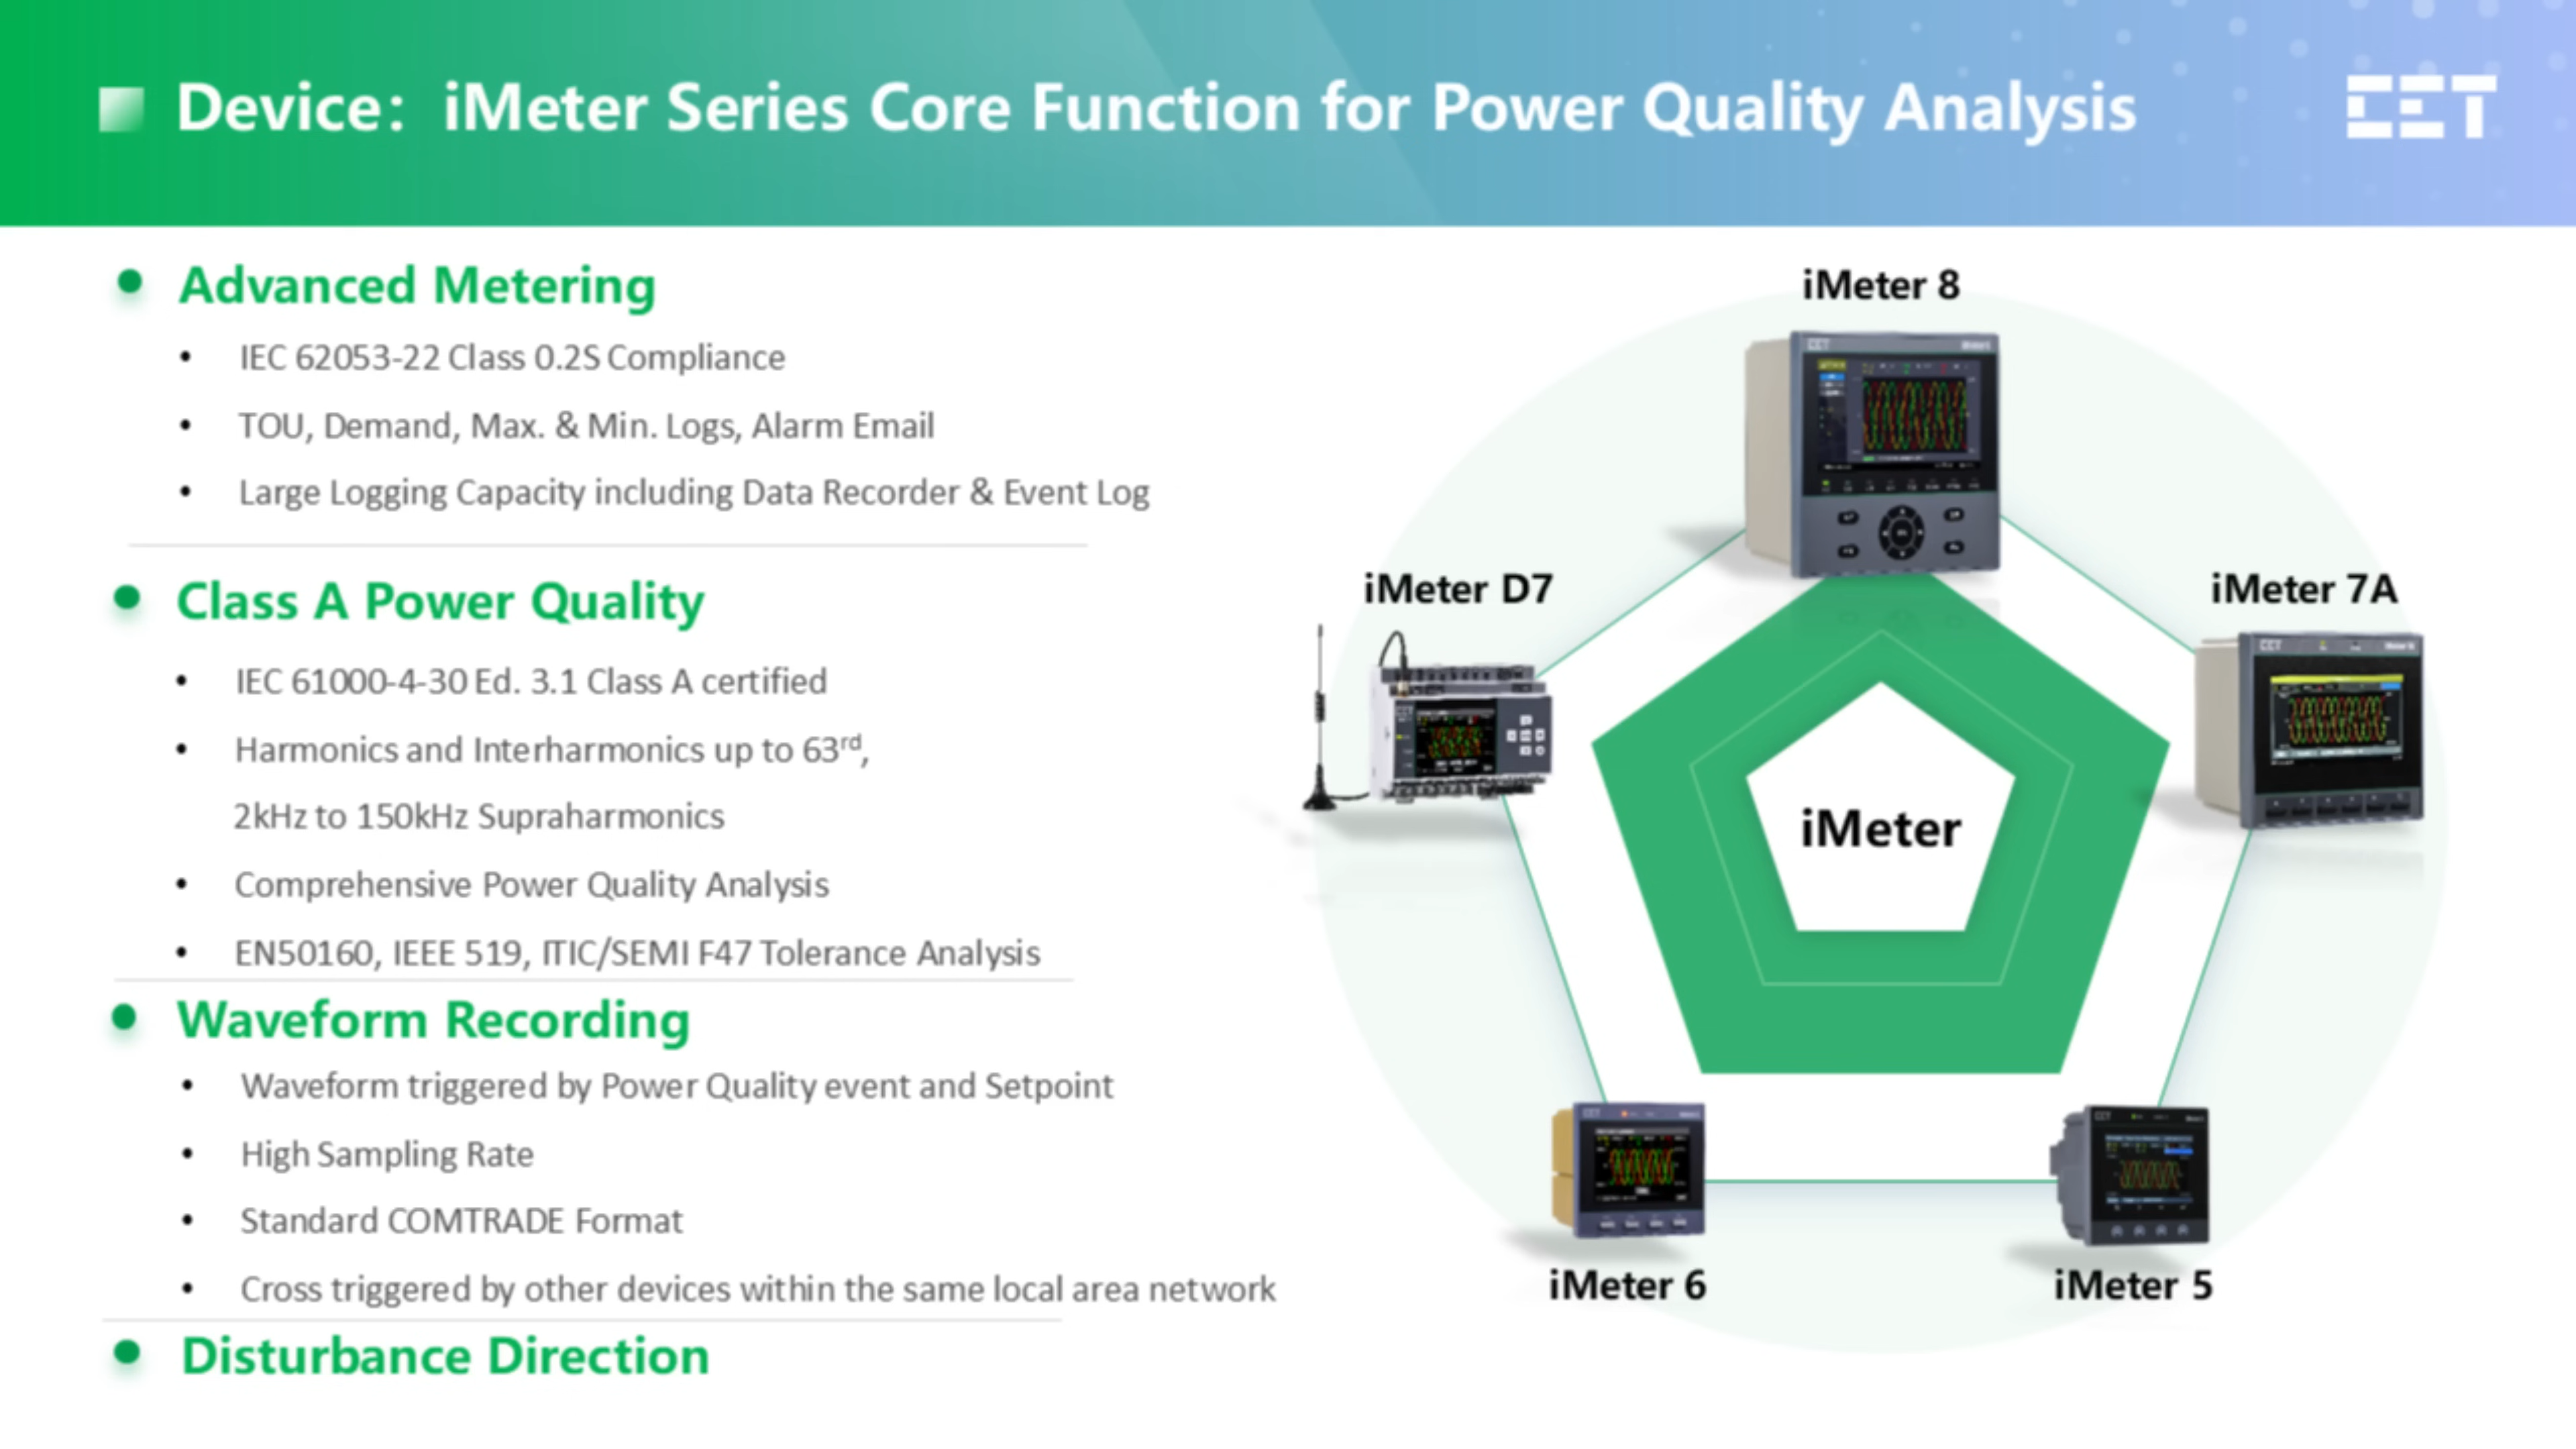 Device: iMeter Series Core Function for Power Quality Analysis
CET
Advanced Metering
• IEC 62053-22 Class 0.2S Compliance
• TOU, Demand, Max. & Min. Logs, Alarm Email
• Large Logging Capacity including Data Recorder & Event Log
Class A Power Quality
• IEC 61000-4-30 Ed. 3.1 Class A certified
• Harmonics and Interharmonics up to 63rd,
2kHz to 150kHz Supraharmonics
• Comprehensive Power Quality Analysis
• EN50160, IEEE 519, ITIC/SEMI F47 Tolerance Analysis
Waveform Recording
• Waveform triggered by Power Quality event and Setpoint
• High Sampling Rate
• Standard COMTRADE Format
• Cross triggered by other devices within the same local area network
Disturbance Direction
iMeter 8
CET
iMeter D7
iMeter 7A
CET
iMeter
CET
CET
iMeter 6
iMeter 5